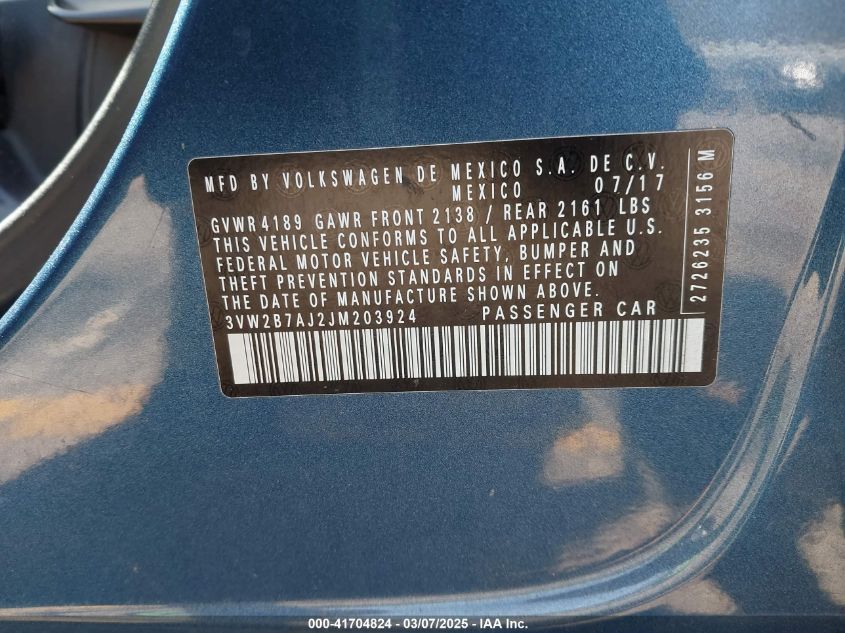 MFD BY VOLKSWAGEN DE MEXICO S.A. DE C.V.
MEXICO 07/17
GVWR 4189 GAWR FRONT 2138 / REAR 2161 LBS
THIS VEHICLE CONFORMS TO ALL APPLICABLE U.S.
FEDERAL MOTOR VEHICLE SAFETY, BUMPER AND
THEFT PREVENTION STANDARDS IN EFFECT ON
THE DATE OF MANUFACTURE SHOWN ABOVE.
3VW2B7AJ2JM203924 PASSENGER CAR
2726235 3156 M
000-41704824 - 03/07/2025 - IAA Inc.